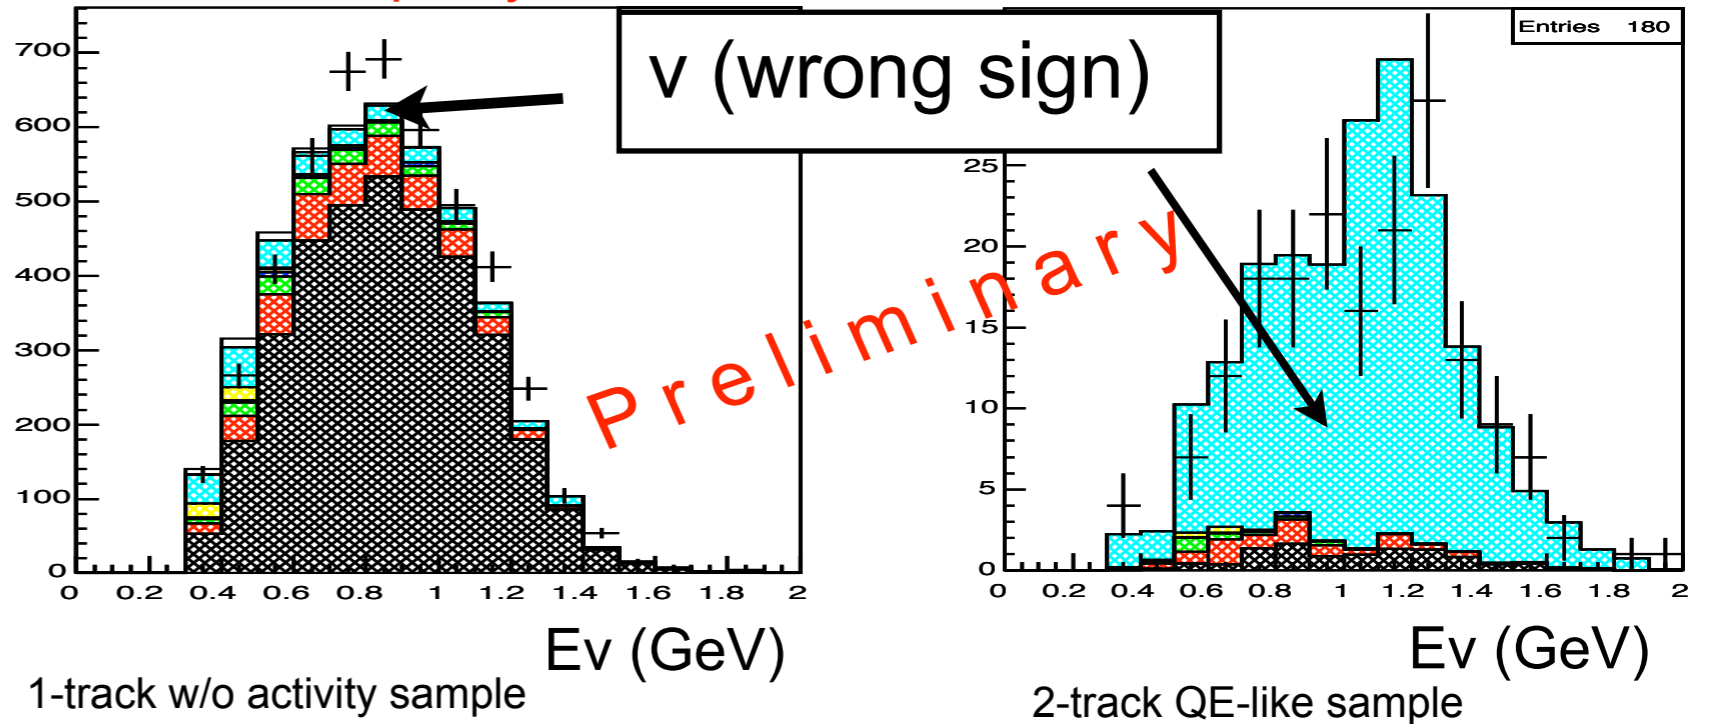 ν (wrong sign)
Entries 180
Preliminary
700
600
500
400
300
200
100
0
0 0.2 0.4 0.6 0.8 1 1.2 1.4 1.6 1.8 2
Eν (GeV)
1-track w/o activity sample
25
20
15
10
5
0
0 0.2 0.4 0.6 0.8 1 1.2 1.4 1.6 1.8 2
Eν (GeV)
2-track QE-like sample